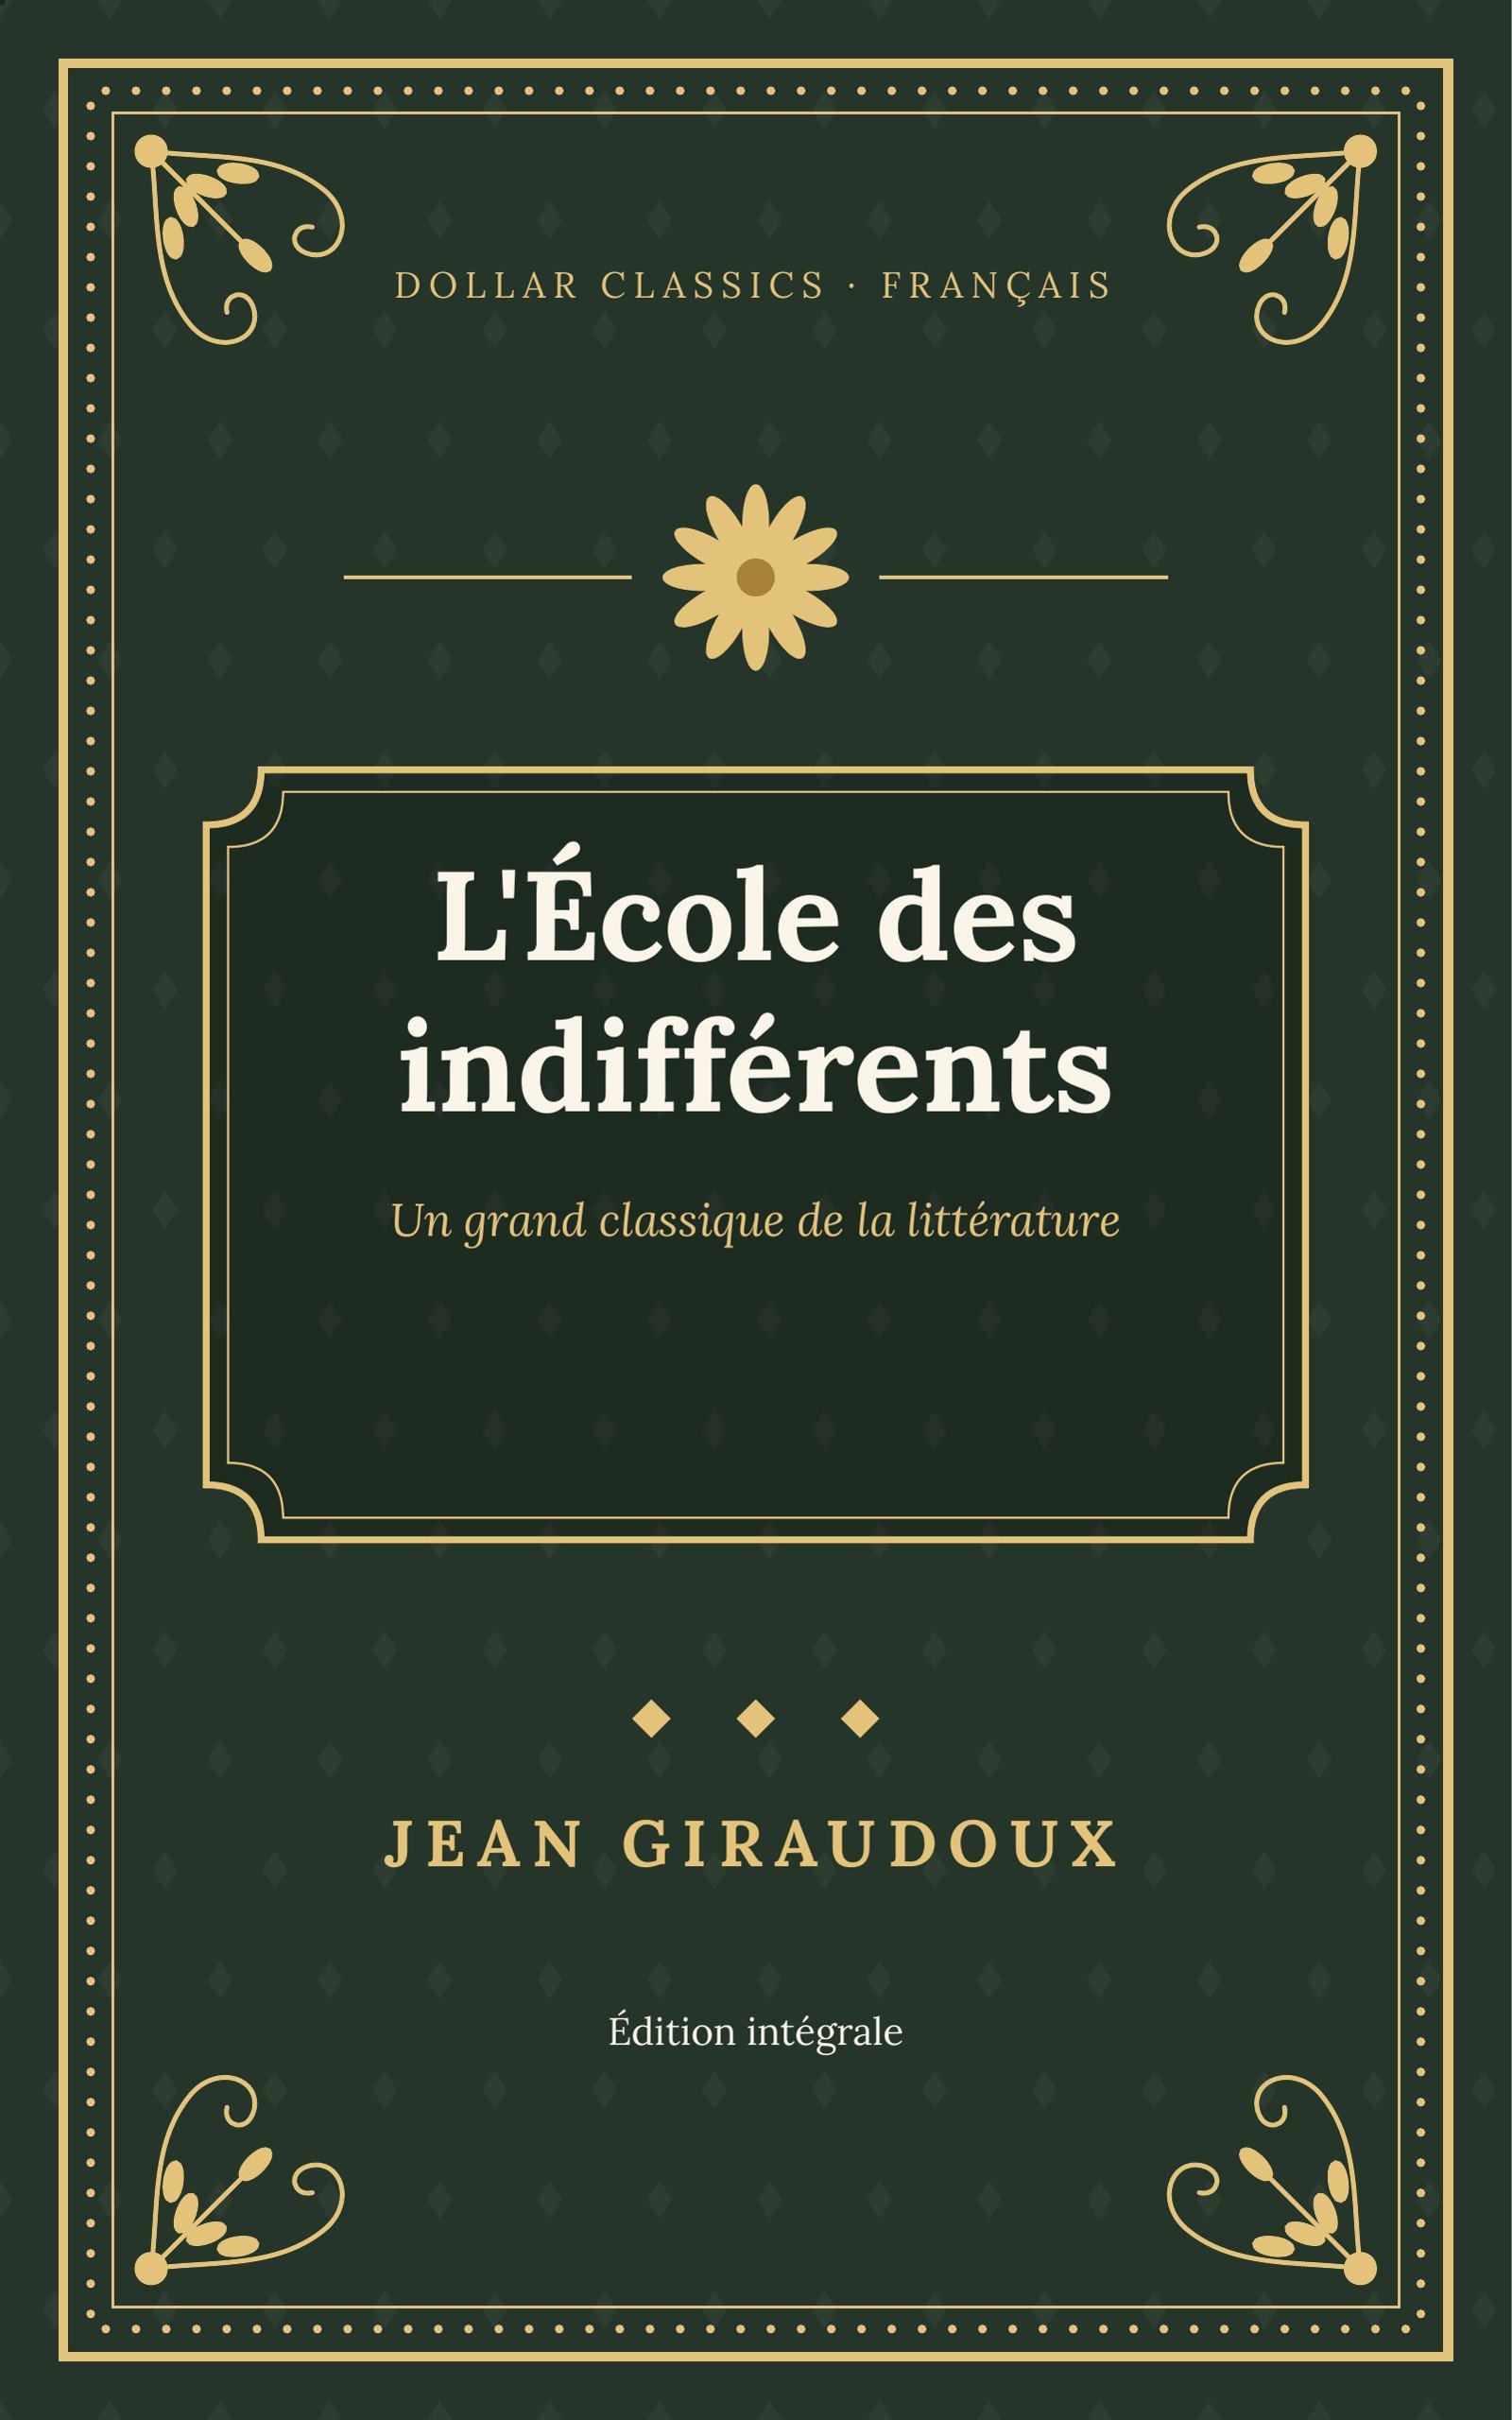 DOLLAR CLASSICS · FRANÇAIS
L'École des
indifférents
Un grand classique de la littérature
JEAN GIRAUDOUX
Édition intégrale